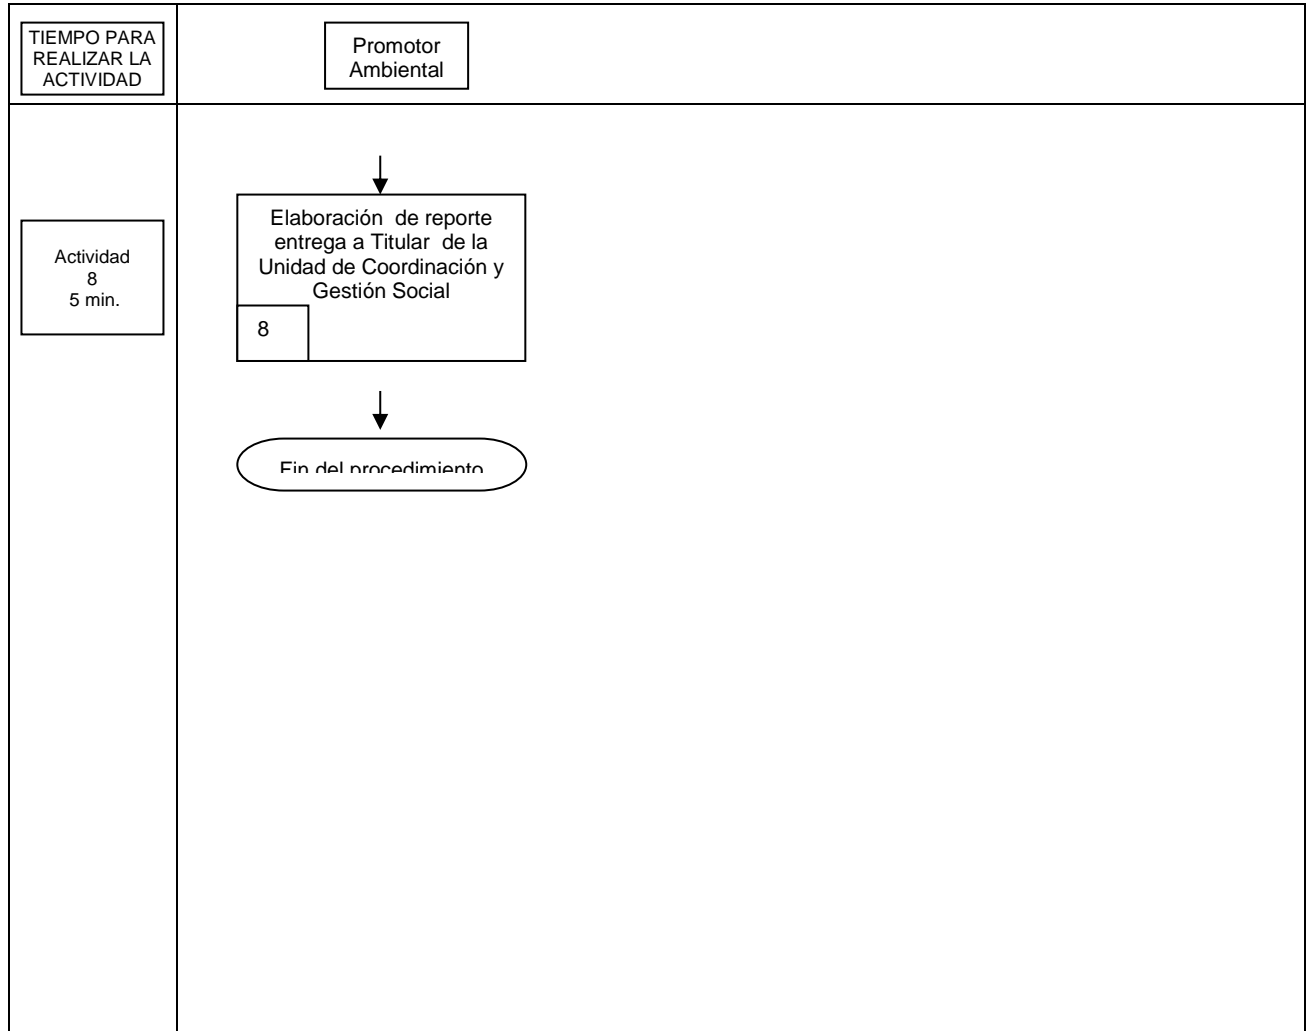 TIEMPO PARA
REALIZAR LA
ACTIVIDAD
Promotor
Ambiental
Actividad
8
5 min.
Elaboración de reporte
entrega a Titular de la
Unidad de Coordinación y
Gestión Social
8
Fin del procedimiento